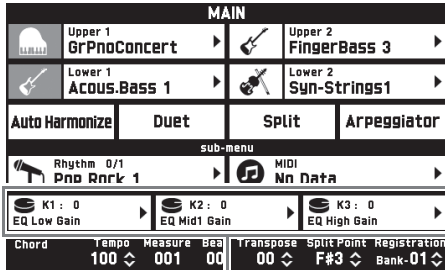 MAIN
Upper 1
GrPnoConcert
Upper 2
FingerBass 3
Lower 1
Acous.Bass 1
Lower 2
Syn-Strings1
Auto Harmonize
Duet
Split
Arpeggiator
sub-menu
Rhythm 0/1
Pop Rock 1
MIDI
No Data
K1 : 0
EQ Low Gain
K2 : 0
EQ Mid1 Gain
K3 : 0
EQ High Gain
Chord Tempo Measure Bea Transpose Split Point Registration
100 001 00 00 F#3 Bank-01